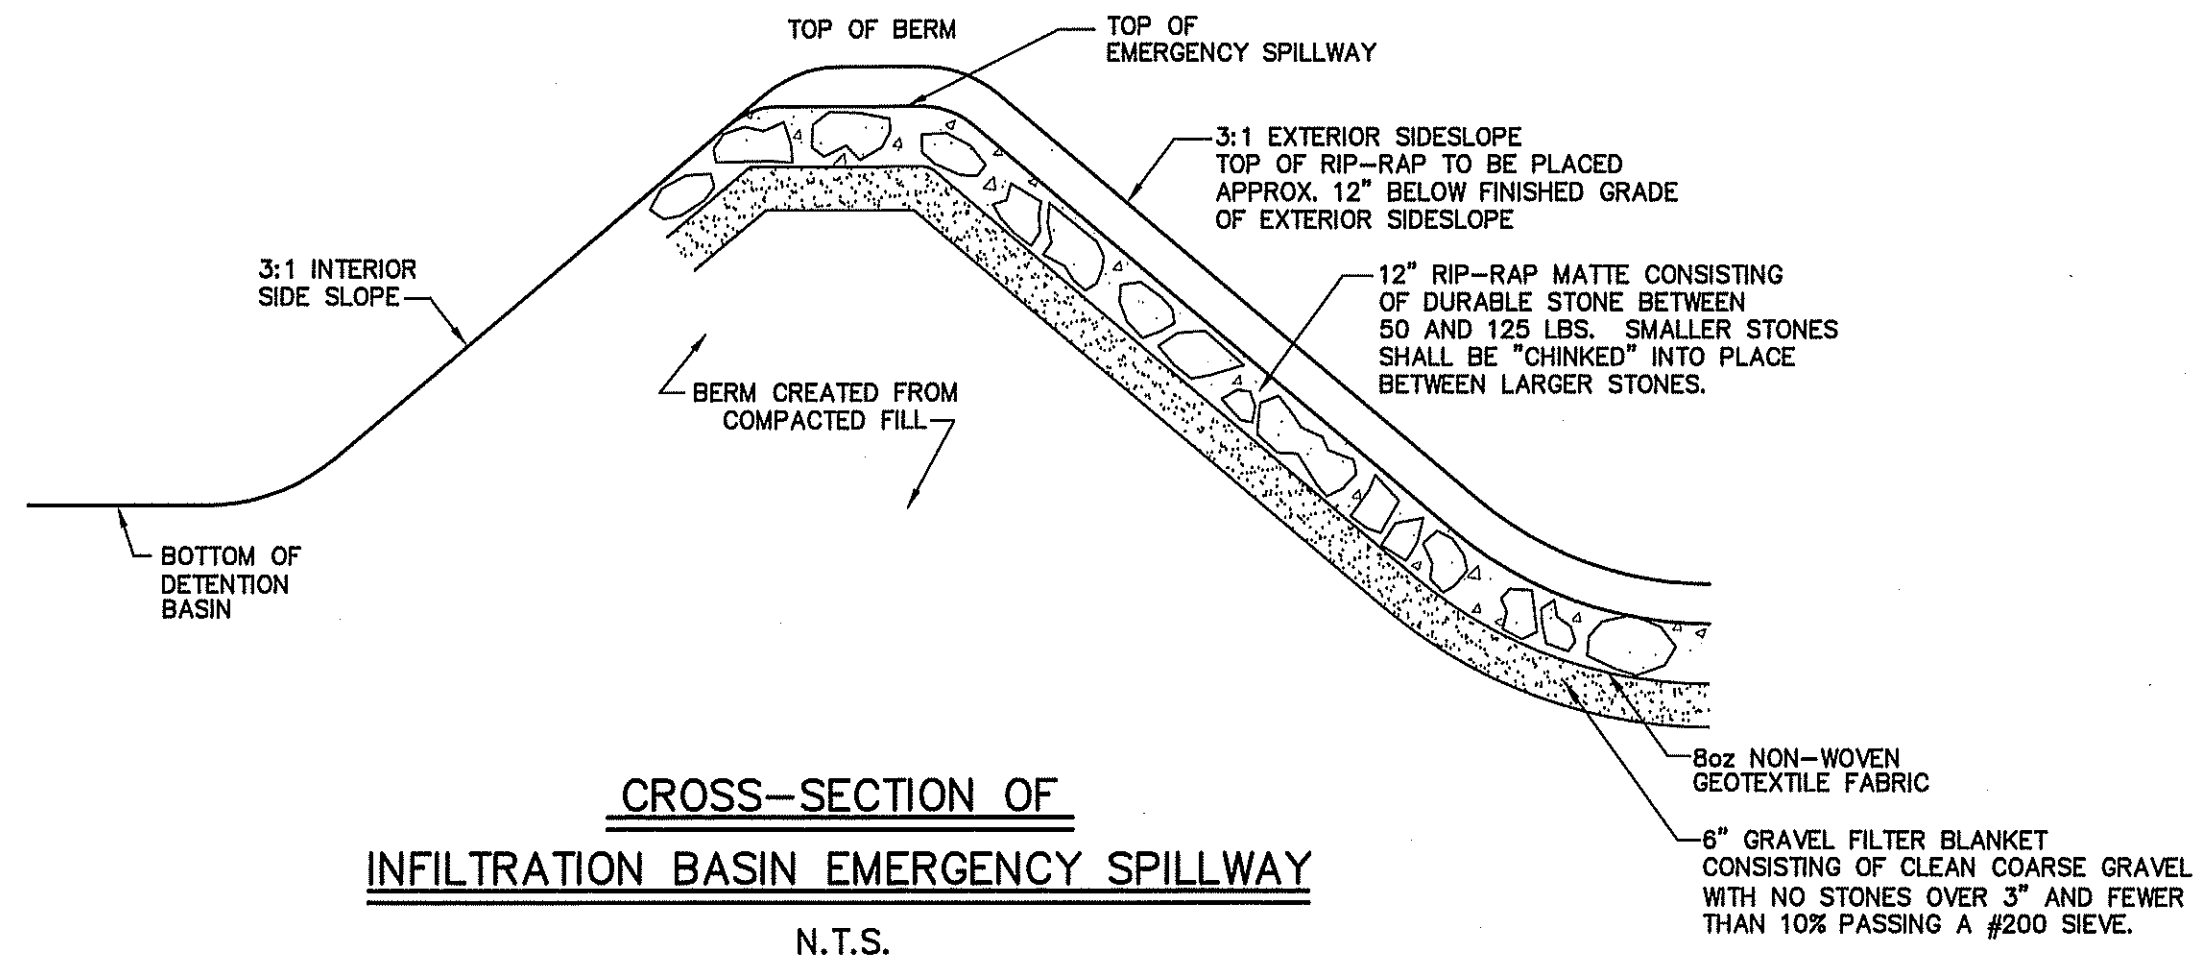 TOP OF BERM
TOP OF
EMERGENCY SPILLWAY
3:1 EXTERIOR SIDESLOPE
TOP OF RIP-RAP TO BE PLACED
APPROX. 12" BELOW FINISHED GRADE
OF EXTERIOR SIDESLOPE
3:1 INTERIOR
SIDE SLOPE
12" RIP-RAP MATTE CONSISTING
OF DURABLE STONE BETWEEN
50 AND 125 LBS. SMALLER STONES
SHALL BE "CHINKED" INTO PLACE
BETWEEN LARGER STONES.
BERM CREATED FROM
COMPACTED FILL
BOTTOM OF
DETENTION
BASIN
8oz NON-WOVEN
GEOTEXTILE FABRIC
6" GRAVEL FILTER BLANKET
CONSISTING OF CLEAN COARSE GRAVEL
WITH NO STONES OVER 3" AND FEWER
THAN 10% PASSING A #200 SIEVE.
CROSS-SECTION OF
INFILTRATION BASIN EMERGENCY SPILLWAY
N.T.S.